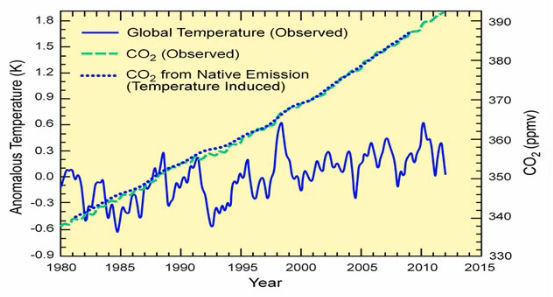 1.8
1.5
1.2
0.9
0.6
0.3
0.0
-0.3
-0.6
-0.9
Anomalous Temperature (K)
Global Temperature (Observed)
CO2 (Observed)
CO2 from Native Emission
(Temperature Induced)
390
380
370
360
350
340
330
CO2 (ppmv)
1980 1985 1990 1995 2000 2005 2010 2015
Year